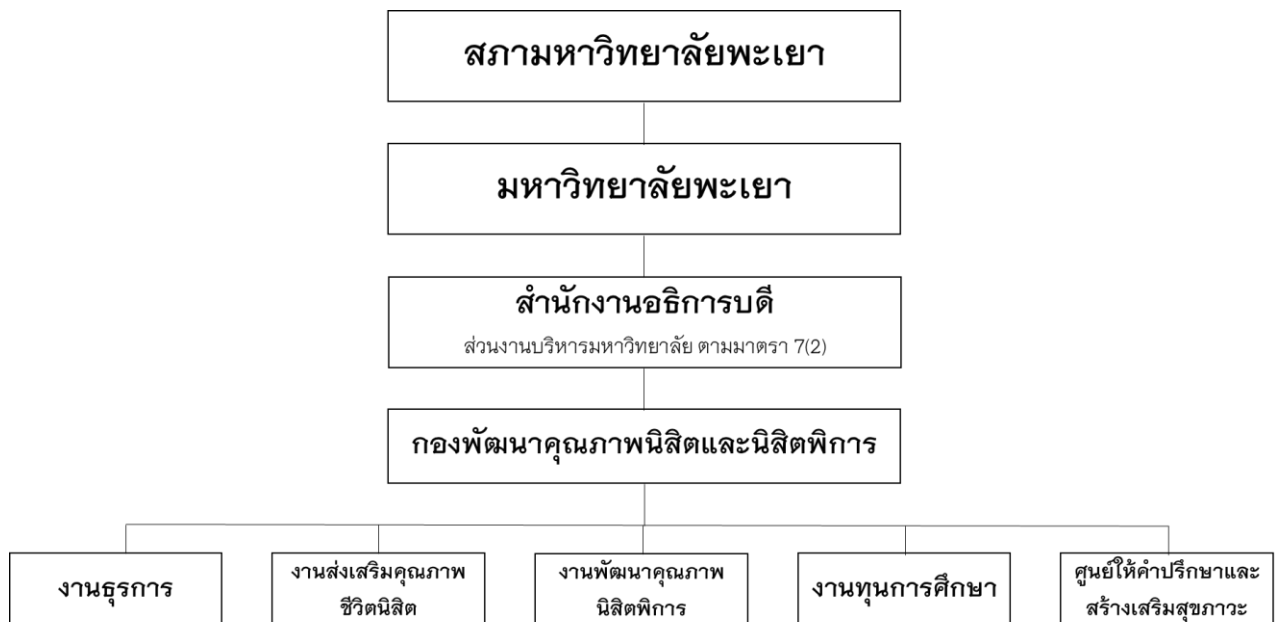 สภามหาวิทยาลัยพะเยา
มหาวิทยาลัยพะเยา
สำนักงานอธิการบดี
ส่วนงานบริหารมหาวิทยาลัย ตามมาตรา 7(2)
กองพัฒนาคุณภาพนิสิตและนิสิตพิการ
งานธุรการ
งานส่งเสริมคุณภาพ
ชีวิตนิสิต
งานพัฒนาคุณภาพ
นิสิตพิการ
งานทุนการศึกษา
ศูนย์ให้คำปรึกษาและ
สร้างเสริมสุขภาวะ